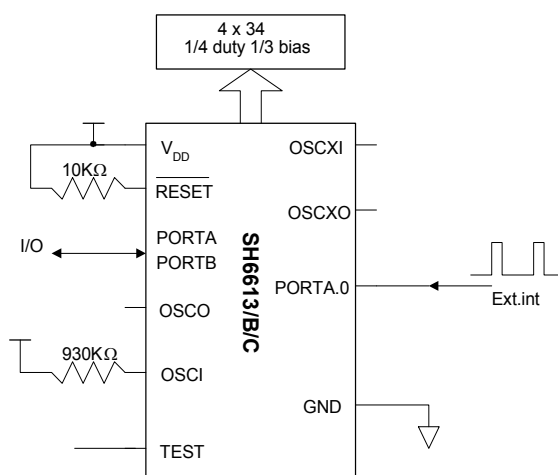 4 x 34
1/4 duty 1/3 bias
VDD
OSCXI
10KΩ
RESET
OSCXO
I/O
PORTA
PORTB
SH6613/B/C
PORTA.0
Ext.int
OSCO
930KΩ
OSCI
GND
TEST